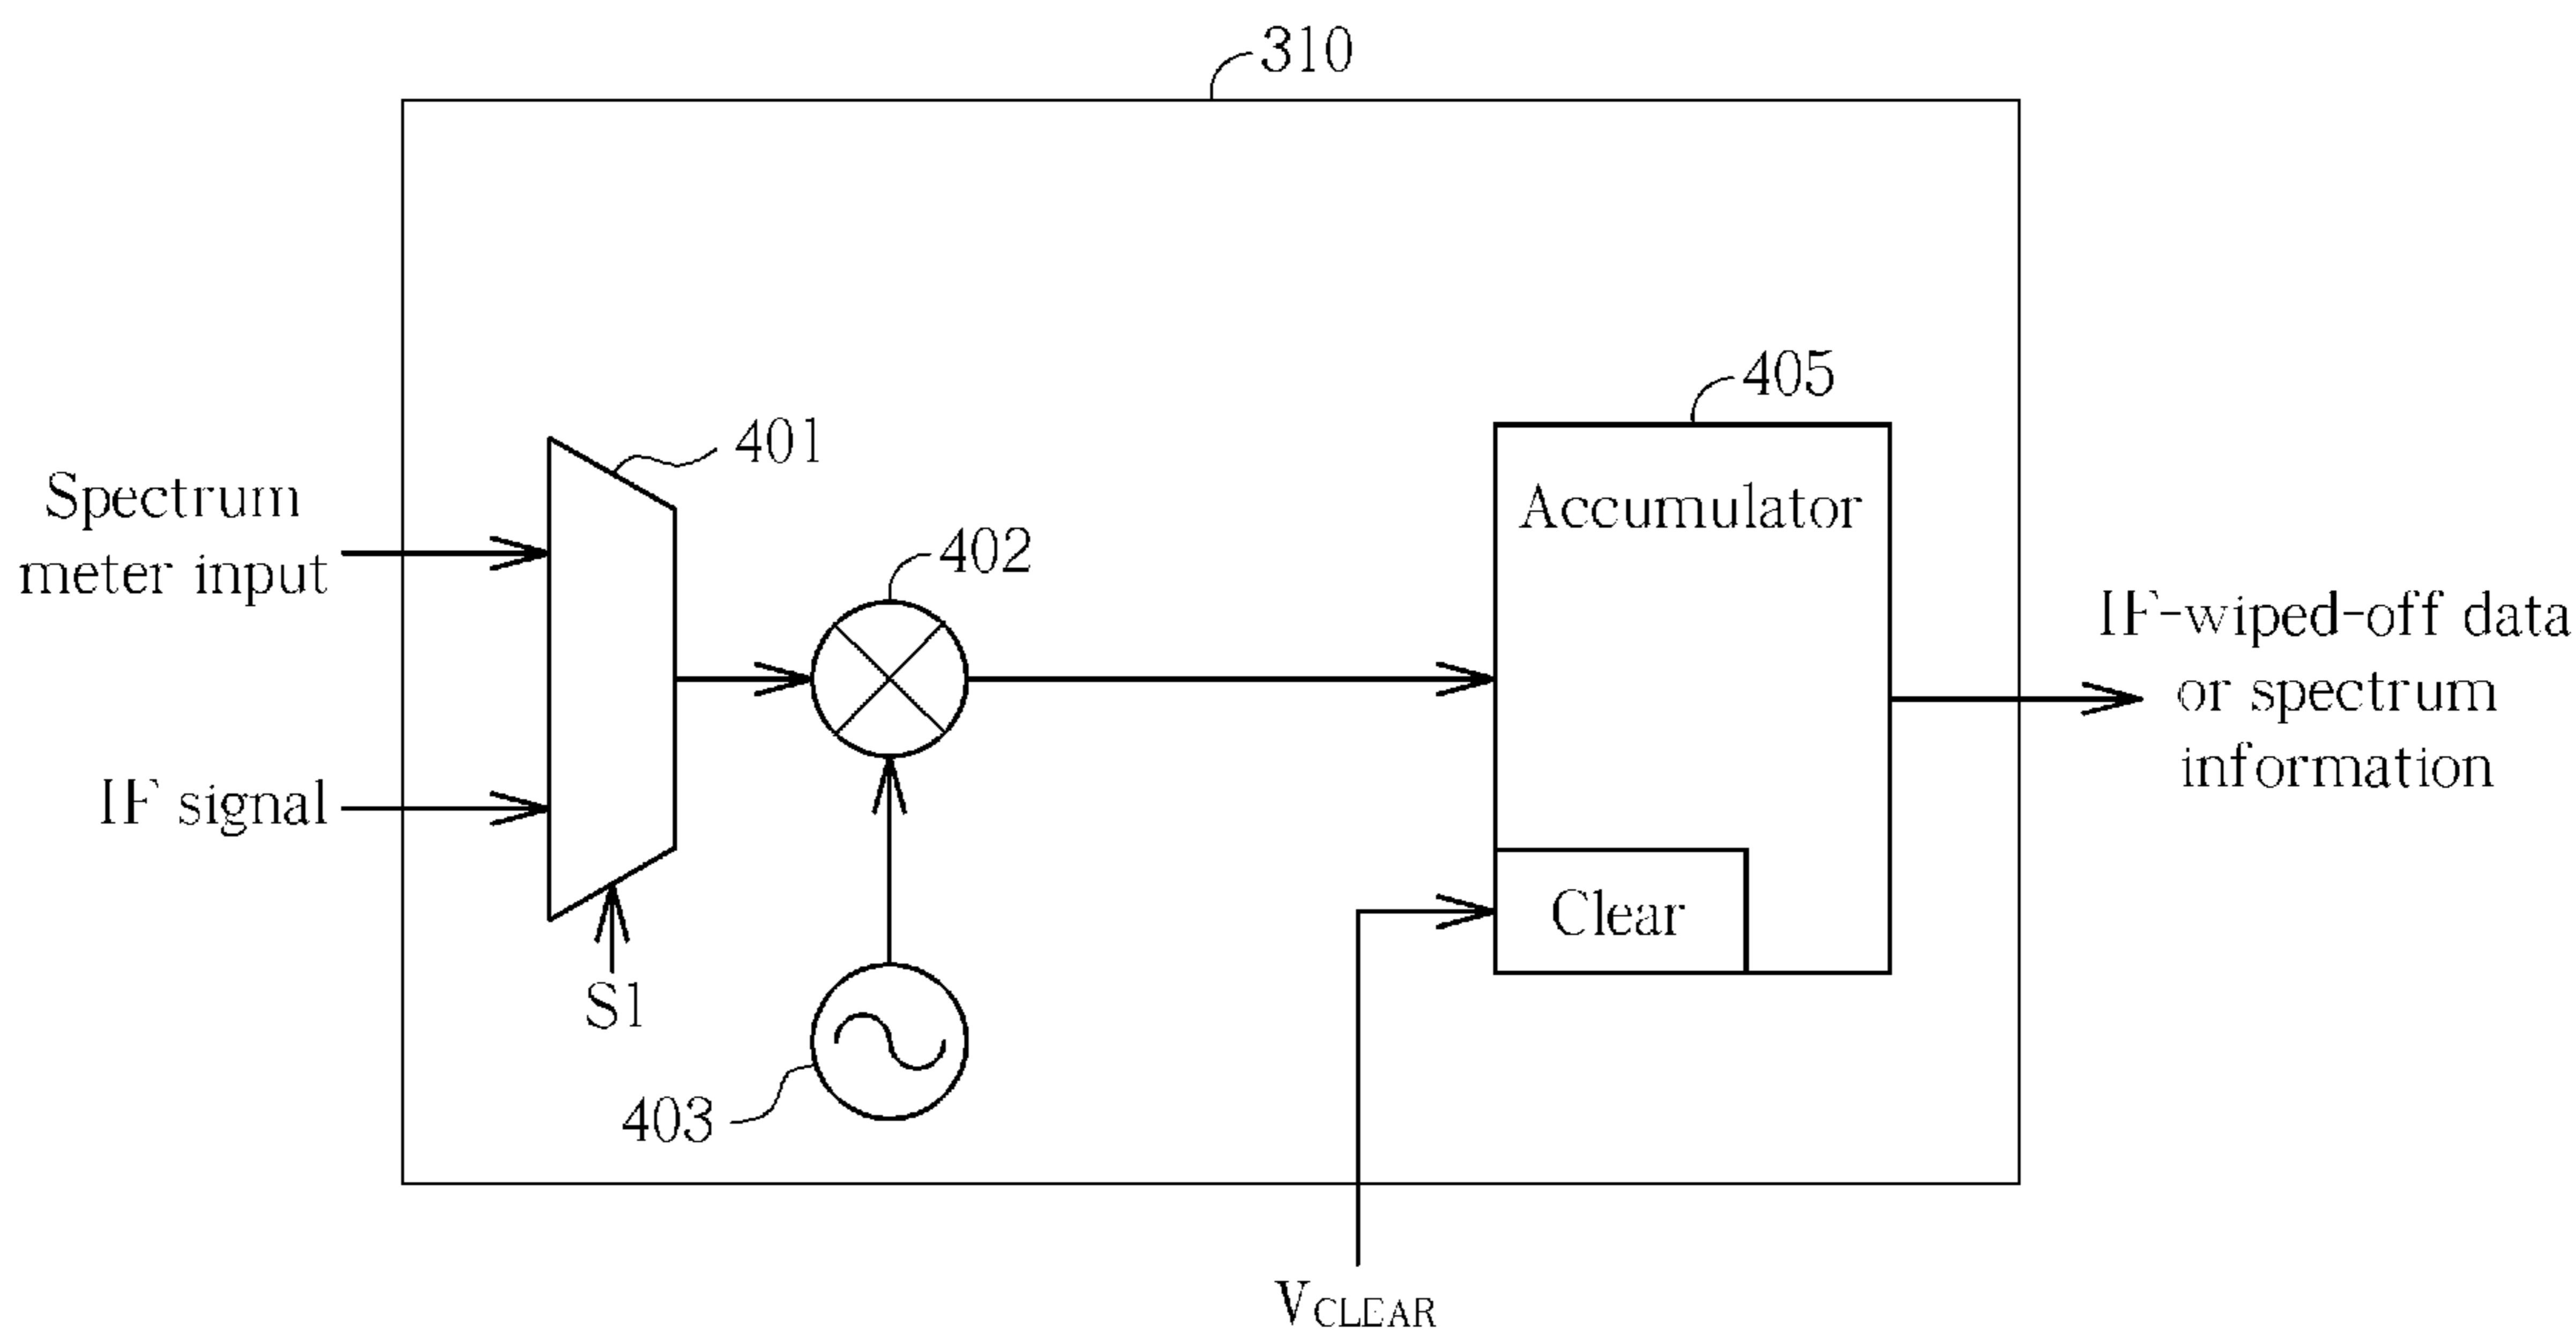 310
405
401
Spectrum
meter input
Accumulator
402
IF-wiped-off data
or spectrum
information
IF signal
Clear
S1
403
VCLEAR